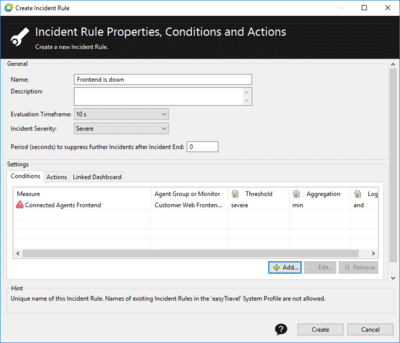 Create Incident Rule
Incident Rule Properties, Conditions and Actions
Create a new Incident Rule.
General
Name: Frontend is down
Description:
Evaluation Timeframe: 10 s
Incident Severity: Severe
Period (seconds) to suppress further Incidents after Incident End: 0
Settings
Conditions Actions Linked Dashboard
Measure Agent Group or Monitor Threshold Aggregation Log
Connected Agents Frontend Customer Web Fronten... severe min and
Add... Edit... Remove
Hint
Unique name of this Incident Rule. Names of existing Incident Rules in the 'easyTravel' System Profile are not allowed.
? Create Cancel